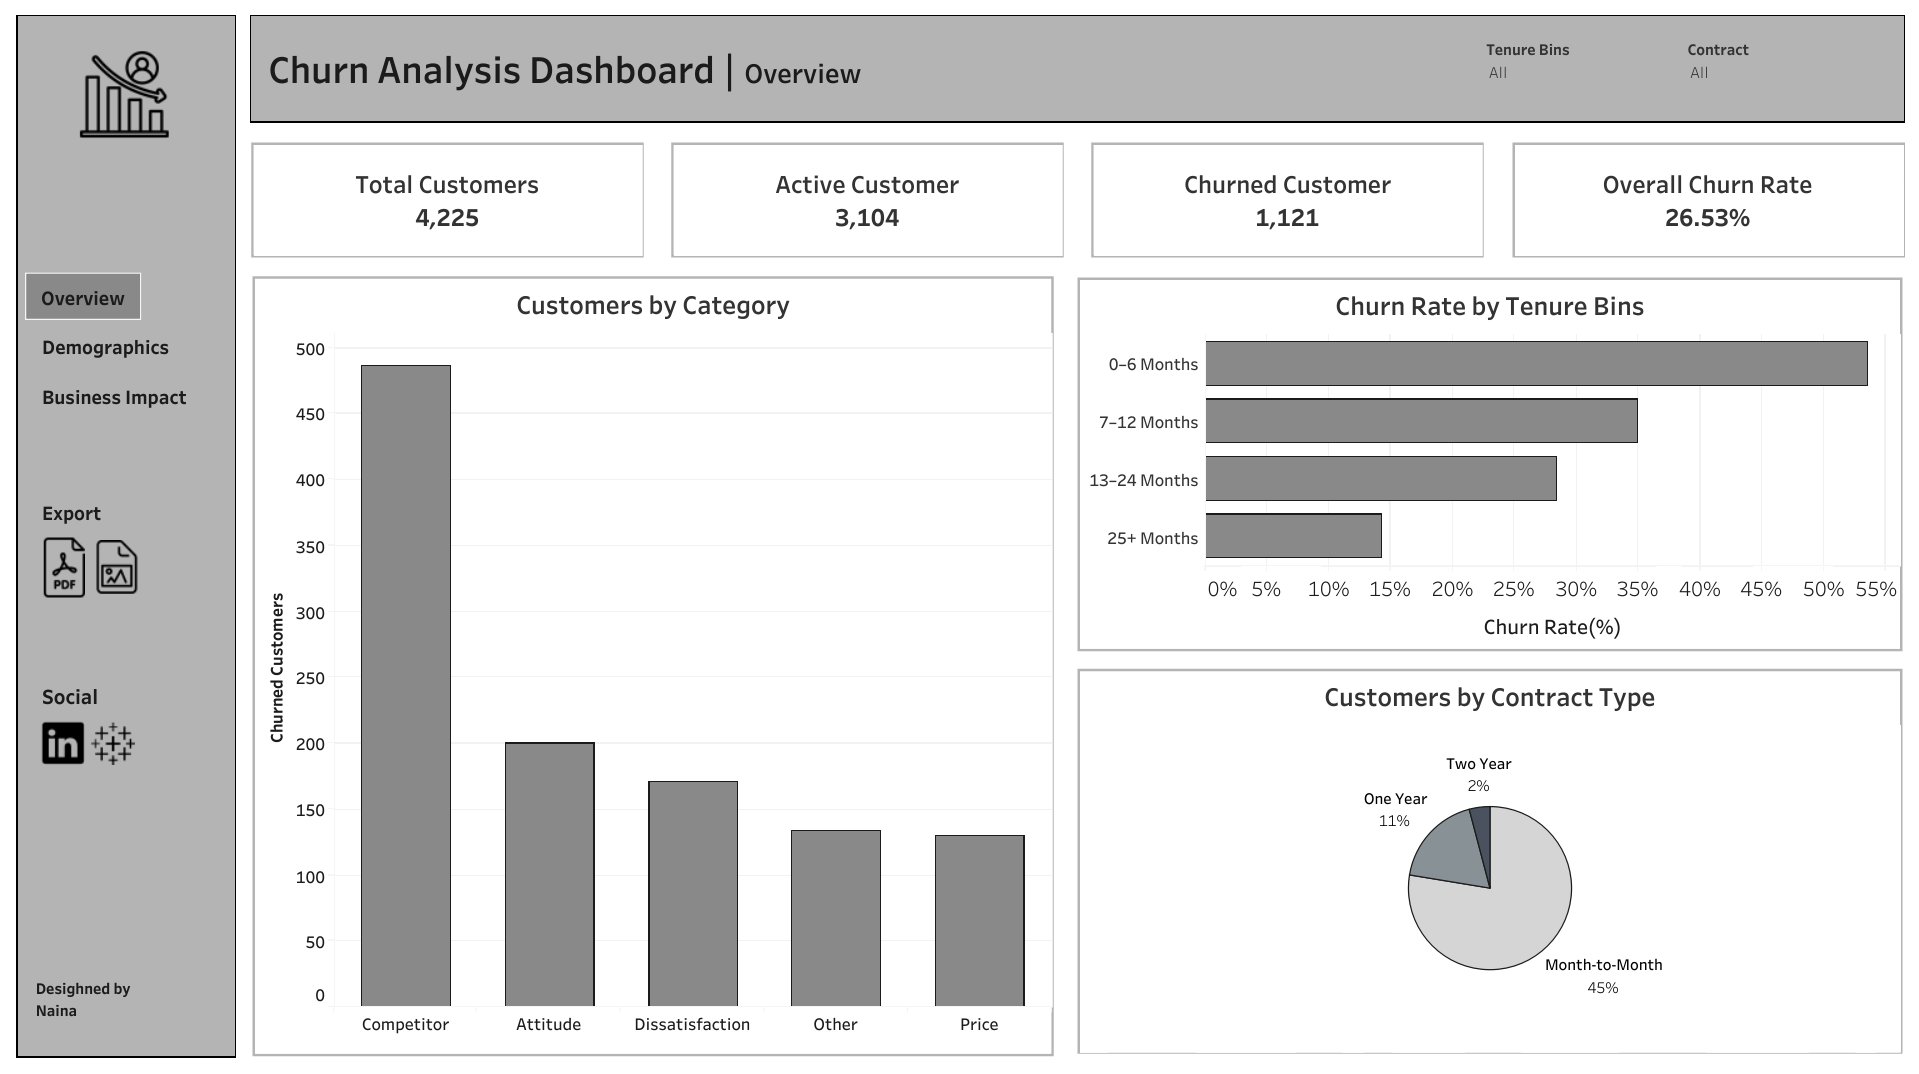 Churn Analysis Dashboard | Overview
Tenure Bins
All
Contract
All
Total Customers
4,225
Active Customer
3,104
Churned Customer
1,121
Overall Churn Rate
26.53%
Overview
Demographics
Business Impact
Export
PDF
Social
in
Desighned by
Naina
Customers by Category
Churned Customers
500
450
400
350
300
250
200
150
100
50
0
Competitor
Attitude
Dissatisfaction
Other
Price
Churn Rate by Tenure Bins
0–6 Months
7–12 Months
13–24 Months
25+ Months
0% 5% 10% 15% 20% 25% 30% 35% 40% 45% 50% 55%
Churn Rate(%)
Customers by Contract Type
Two Year
2%
One Year
11%
Month-to-Month
45%